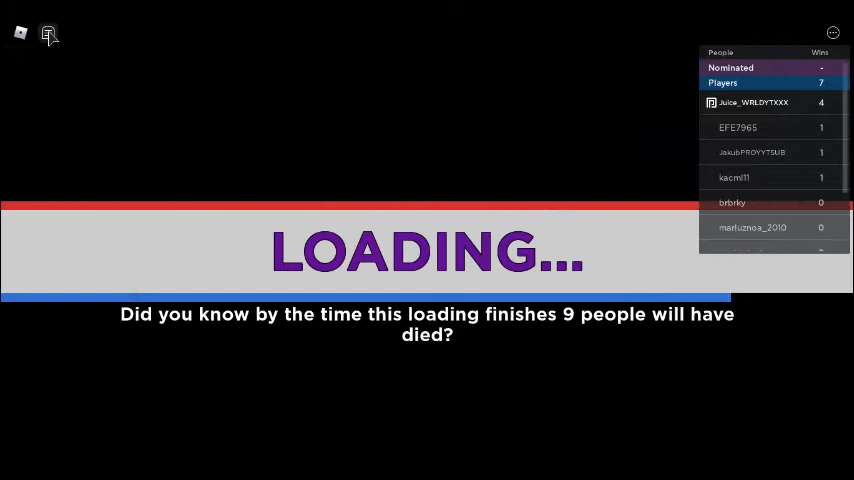 People Wins
Nominated -
Players 7
Juice_WRLDYTXXX 4
EFE7965 1
JakubPROYYTSUB 1
kacml11 1
brbrky 0
marluznoa_2010 0
LOADING...
Did you know by the time this loading finishes 9 people will have
died?